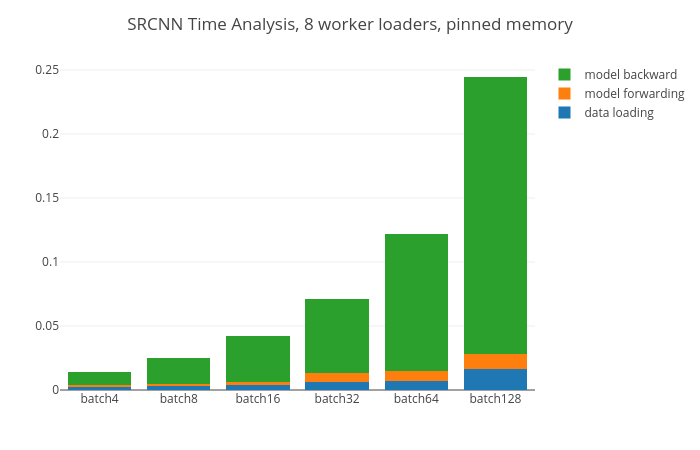 SRCNN Time Analysis, 8 worker loaders, pinned memory
0.25
0.2
0.15
0.1
0.05
0
batch4
batch8
batch16
batch32
batch64
batch128
model backward
model forwarding
data loading